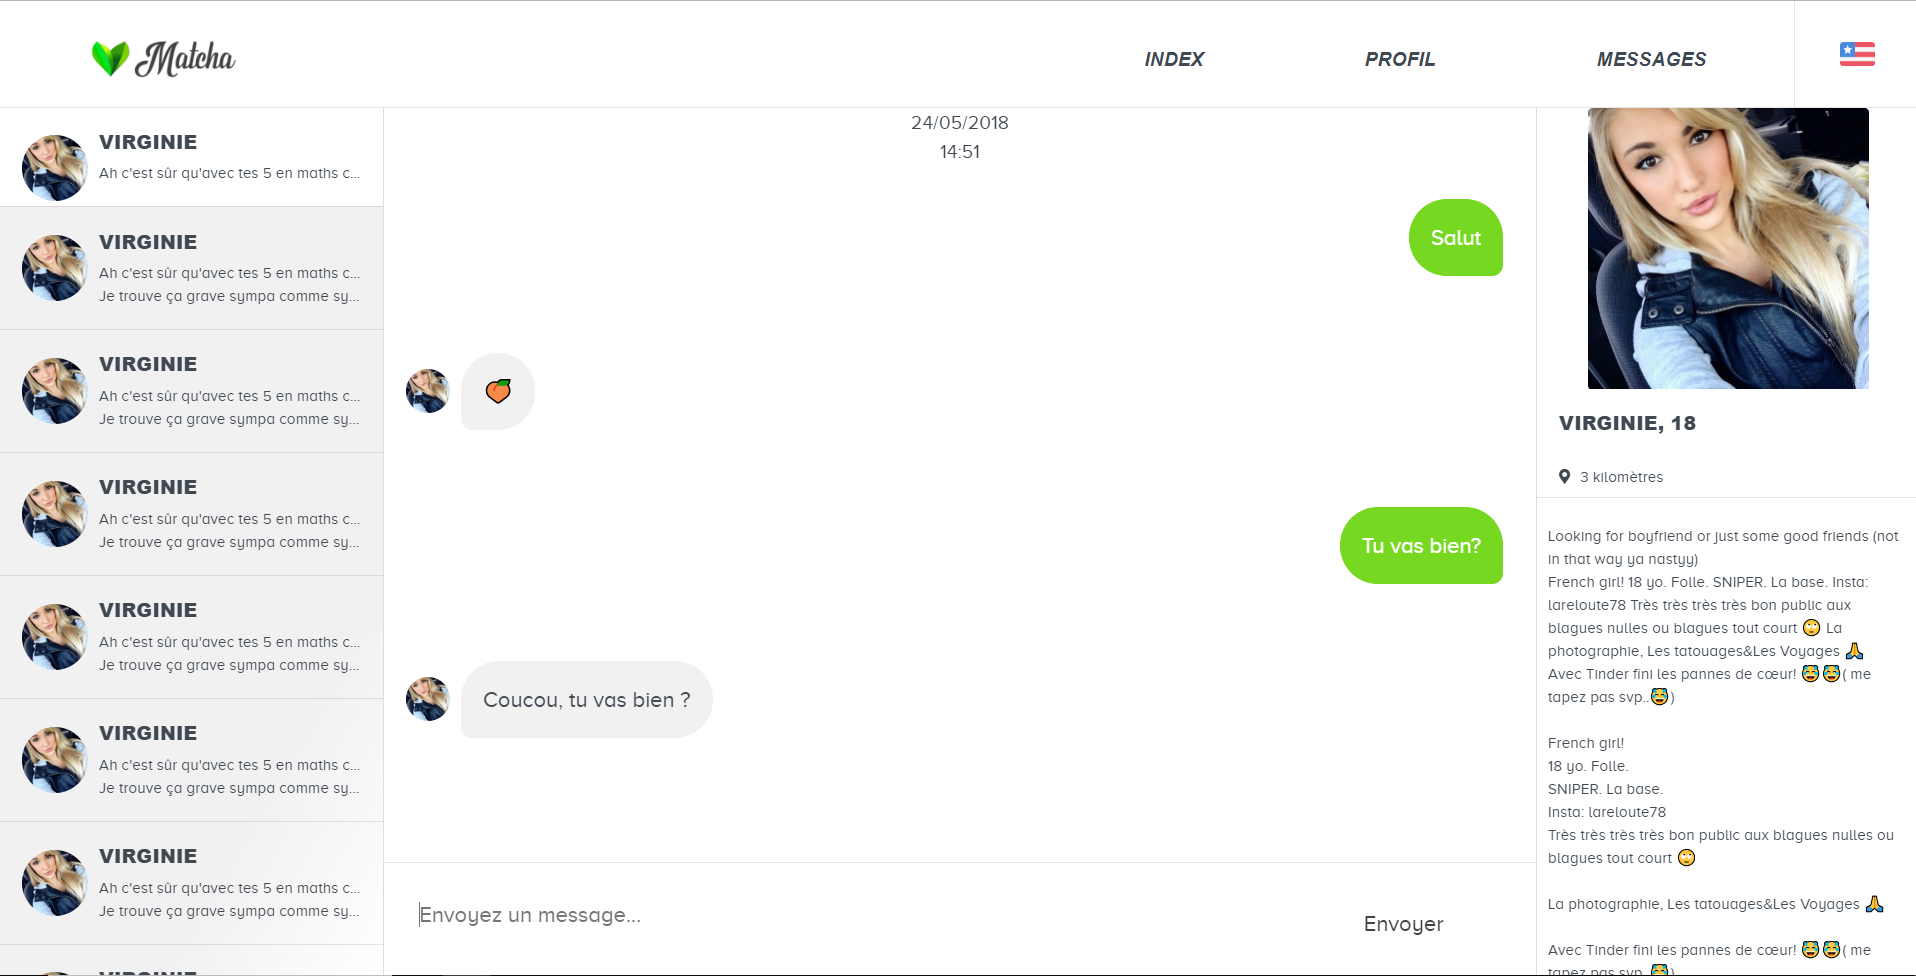 Matcha
INDEX
PROFIL
MESSAGES
VIRGINIE
Ah c'est sûr qu'avec tes 5 en maths c...
VIRGINIE
Ah c'est sûr qu'avec tes 5 en maths c...
Je trouve ça grave sympa comme sy...
VIRGINIE
Ah c'est sûr qu'avec tes 5 en maths c...
Je trouve ça grave sympa comme sy...
VIRGINIE
Ah c'est sûr qu'avec tes 5 en maths c...
Je trouve ça grave sympa comme sy...
VIRGINIE
Ah c'est sûr qu'avec tes 5 en maths c...
Je trouve ça grave sympa comme sy...
VIRGINIE
Ah c'est sûr qu'avec tes 5 en maths c...
Je trouve ça grave sympa comme sy...
VIRGINIE
Ah c'est sûr qu'avec tes 5 en maths c...
Je trouve ça grave sympa comme sy...
VIRGINIE
24/05/2018
14:51
Salut
🍑
Tu vas bien?
Coucou, tu vas bien ?
Envoyez un message...
Envoyer
VIRGINIE, 18
3 kilomètres
Looking for boyfriend or just some good friends (not
in that way ya nastyy)
French girl! 18 yo. Folle. SNIPER. La base. Insta:
lareloute78 Très très très très bon public aux
blagues nulles ou blagues tout court 🙄 La
photographie, Les tatouages&Les Voyages 🙏
Avec Tinder fini les pannes de cœur! 😂😂( me
tapez pas svp..😂)
French girl!
18 yo. Folle.
SNIPER. La base.
Insta: lareloute78
Très très très très bon public aux blagues nulles ou
blagues tout court 🙄
La photographie, Les tatouages&Les Voyages 🙏
Avec Tinder fini les pannes de cœur! 😂😂( me
tapez pas svp..😂)